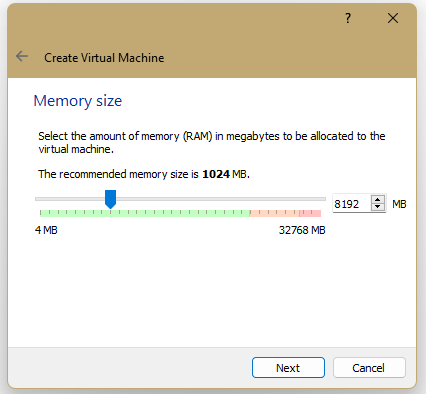 ?
Create Virtual Machine
Memory size
Select the amount of memory (RAM) in megabytes to be allocated to the
virtual machine.
The recommended memory size is 1024 MB.
8192 MB
4 MB 32768 MB
Next Cancel